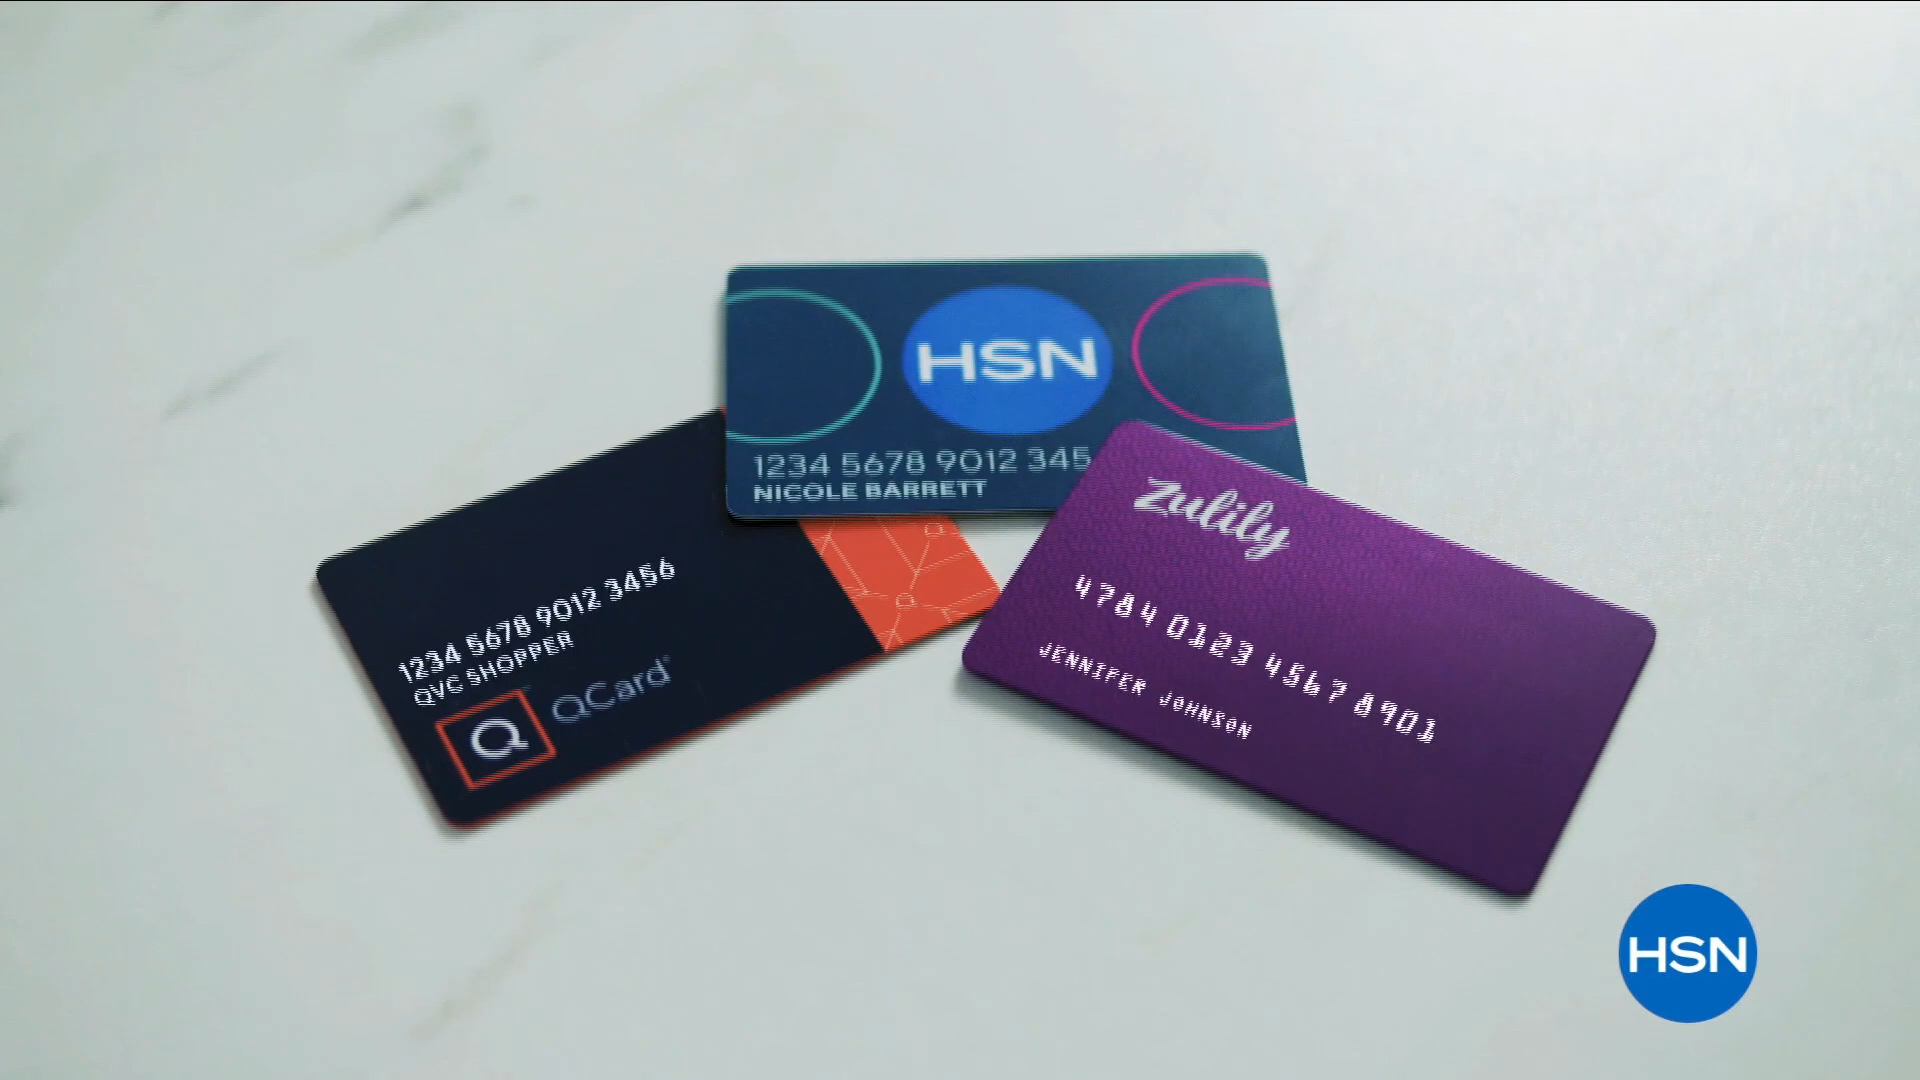 HSN
1234 5678 9012 345
NICOLE BARRETT
1234 5678 9012 3456
QVC SHOPPER
Q QCard®
zulily
4784 0123 4567 8901
JENNIFER JOHNSON
HSN